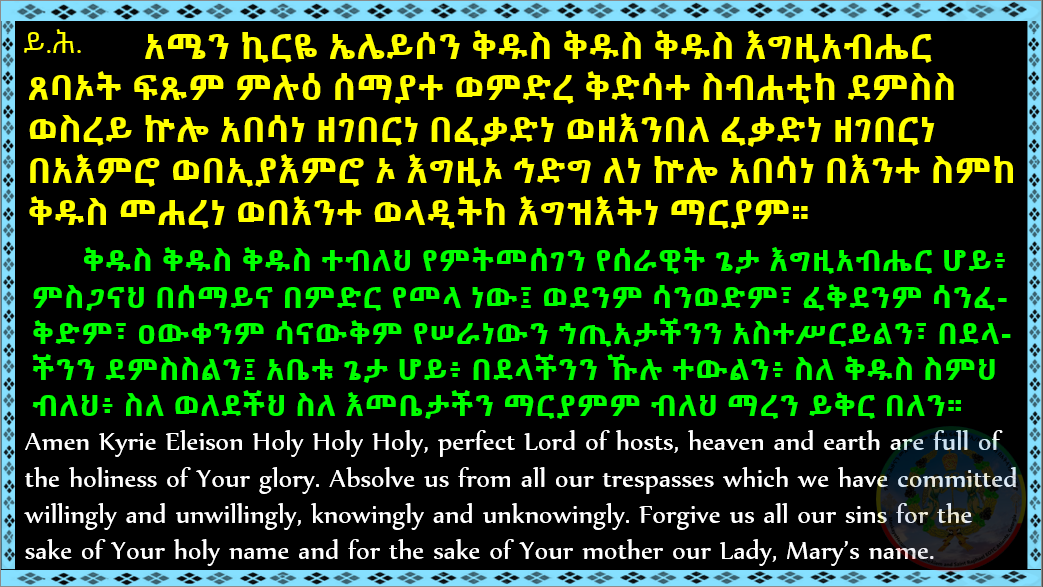 ይ.ሕ. አሜን ኪርዬ ኤሌይሶን ቅዱስ ቅዱስ ቅዱስ እግዚአብሔር
ጸባኦት ፍጹም ምሉዕ ሰማያተ ወምድረ ቅድሳተ ስብሐቲከ ደምስስ
ወስረይ ኵሎ አበሳነ ዘገበርነ በፈቃድነ ወዘእንበለ ፈቃድነ ዘገበርነ
በአእምሮ ወበኢያእምሮ ኦ እግዚኦ ኅድግ ለነ ኵሎ አበሳነ በእንተ ስምከ
ቅዱስ መሐረነ ወበእንተ ወላዲትከ እግዝእትነ ማርያም።
ቅዱስ ቅዱስ ቅዱስ ተብለህ የምትመሰገን የሰራዊት ጌታ እግዚአብሔር ሆይ፥
ምስጋናህ በሰማይና በምድር የመላ ነው፤ ወደንም ሳንወድም፣ ፈቅደንም ሳንፈ-
ቅድም፣ ዐውቀንም ሳናውቅም የሠራነውን ኀጢአታችንን አስተሥርይልን፣ በደላ-
ችንን ደምስስልን፤ አቤቱ ጌታ ሆይ፥ በደላችንን ኹሉ ተውልን፥ ስለ ቅዱስ ስምህ
ብለህ፥ ስለ ወለደችህ ስለ እመቤታችን ማርያምም ብለህ ማረን ይቅር በለን።
Amen Kyrie Eleison Holy Holy Holy, perfect Lord of hosts, heaven and earth are full of
the holiness of Your glory. Absolve us from all our trespasses which we have committed
willingly and unwillingly, knowingly and unknowingly. Forgive us all our sins for the
sake of Your holy name and for the sake of Your mother our Lady, Mary's name.